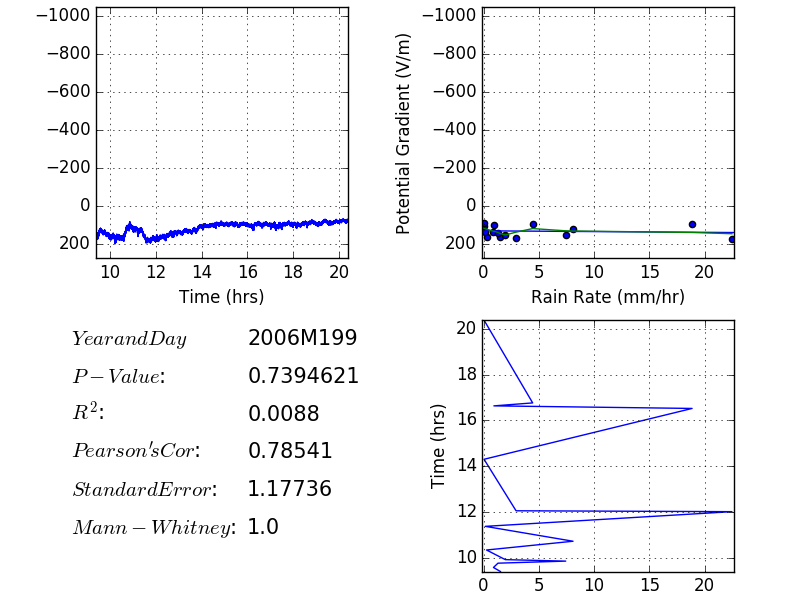 −1000
−800
−600
−400
−200
0
200
10 12 14 16 18 20
Time (hrs)
Potential Gradient (V/m)
−1000
−800
−600
−400
−200
0
200
0 5 10 15 20
Rain Rate (mm/hr)
YearandDay 2006M199
P−Value: 0.7394621
R²: 0.0088
Pearson'sCor: 0.78541
StandardError: 1.17736
Mann−Whitney: 1.0
Time (hrs)
20
18
16
14
12
10
0 5 10 15 20